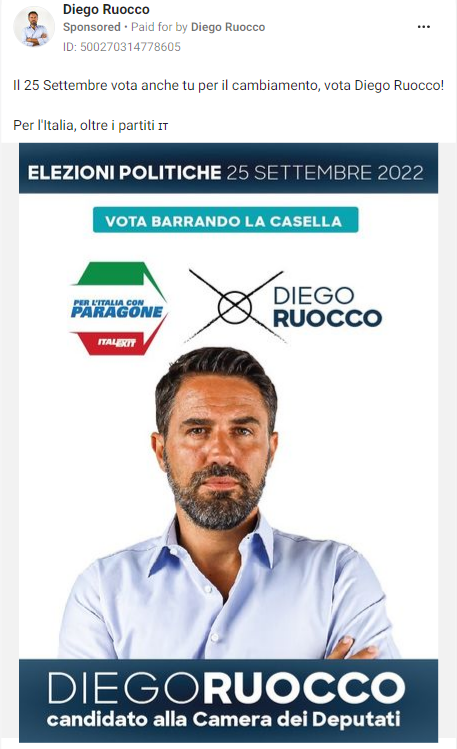 Diego Ruocco
Sponsored • Paid for by Diego Ruocco
ID: 500270314778605
Il 25 Settembre vota anche tu per il cambiamento, vota Diego Ruocco!
Per l'Italia, oltre i partiti IT
ELEZIONI POLITICHE 25 SETTEMBRE 2022
VOTA BARRANDO LA CASELLA
PER L'ITALIA CON
PARAGONE
ITALEXIT
DIEGO
RUOCCO
DIEGORUOCCO
candidato alla Camera dei Deputati